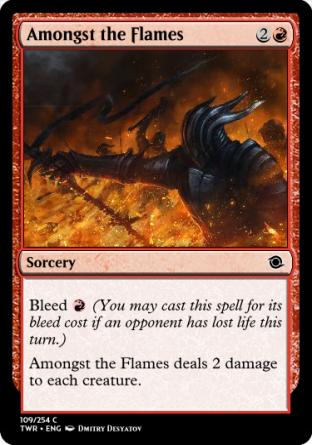 Amongst the Flames 2
Sorcery
Bleed (You may cast this spell for its
bleed cost if an opponent has lost life this
turn.)
Amongst the Flames deals 2 damage
to each creature.
109/254 C
TWR • ENG Dmitry Desyatov